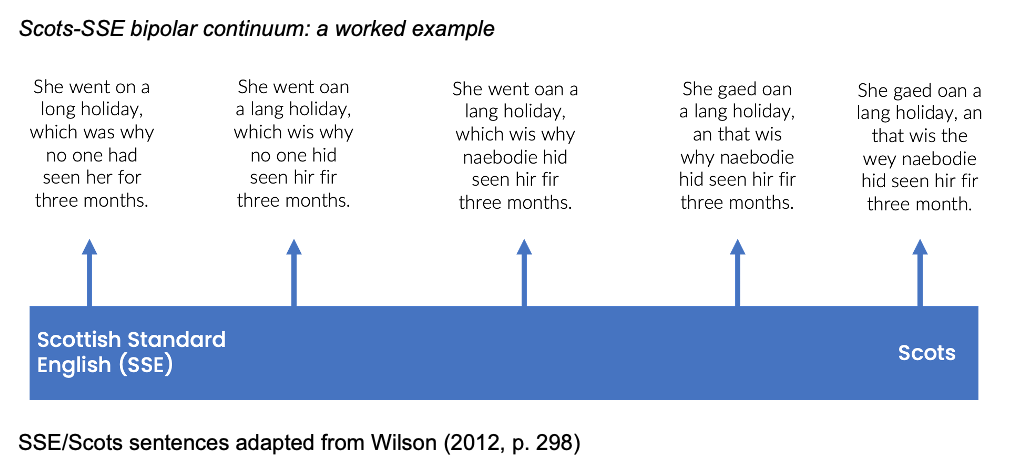 Scots-SSE bipolar continuum: a worked example
She went on a
long holiday,
which was why
no one had
seen her for
three months.
She went oan
a lang holiday,
which wis why
no one hid
seen hir fir
three months.
She went oan a
lang holiday,
which wis why
naebodie hid
seen hir fir
three months.
She gaed oan
a lang holiday,
an that wis
why naebodie
hid seen hir fir
three months.
She gaed oan a
lang holiday, an
that wis the
wey naebodie
hid seen hir fir
three month.
Scottish Standard
English (SSE)
Scots
SSE/Scots sentences adapted from Wilson (2012, p. 298)